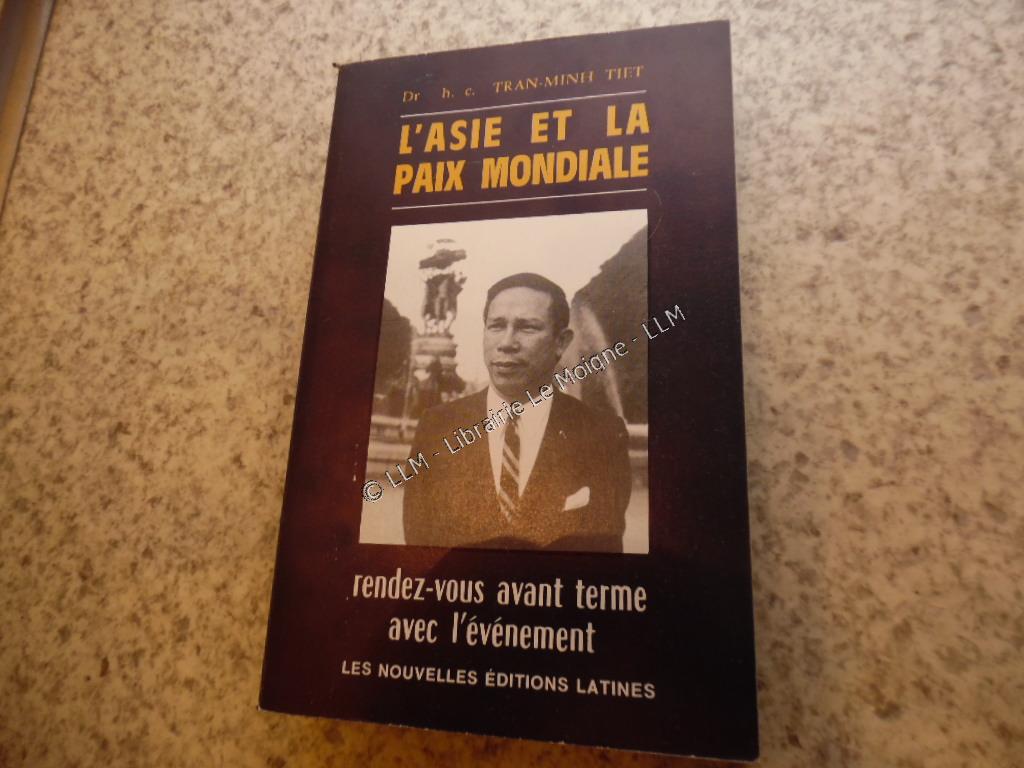 Dr h. c. TRAN-MINH TIET
L'ASIE ET LA
PAIX MONDIALE
© LLM - Librairie Le Moigne - LLM
rendez-vous avant terme
avec l'événement
LES NOUVELLES ÉDITIONS LATINES